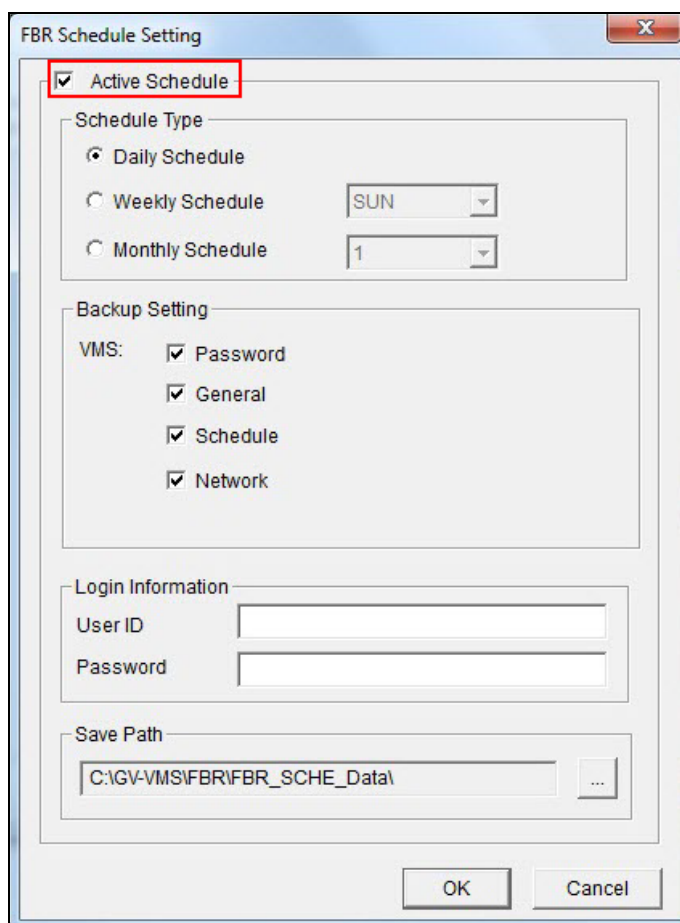 FBR Schedule Setting
Active Schedule
Schedule Type
Daily Schedule
Weekly Schedule SUN
Monthly Schedule 1
Backup Setting
VMS: Password
General
Schedule
Network
Login Information
User ID
Password
Save Path
C:\GV-VMS\FBR\FBR_SCHE_Data\ ...
OK Cancel